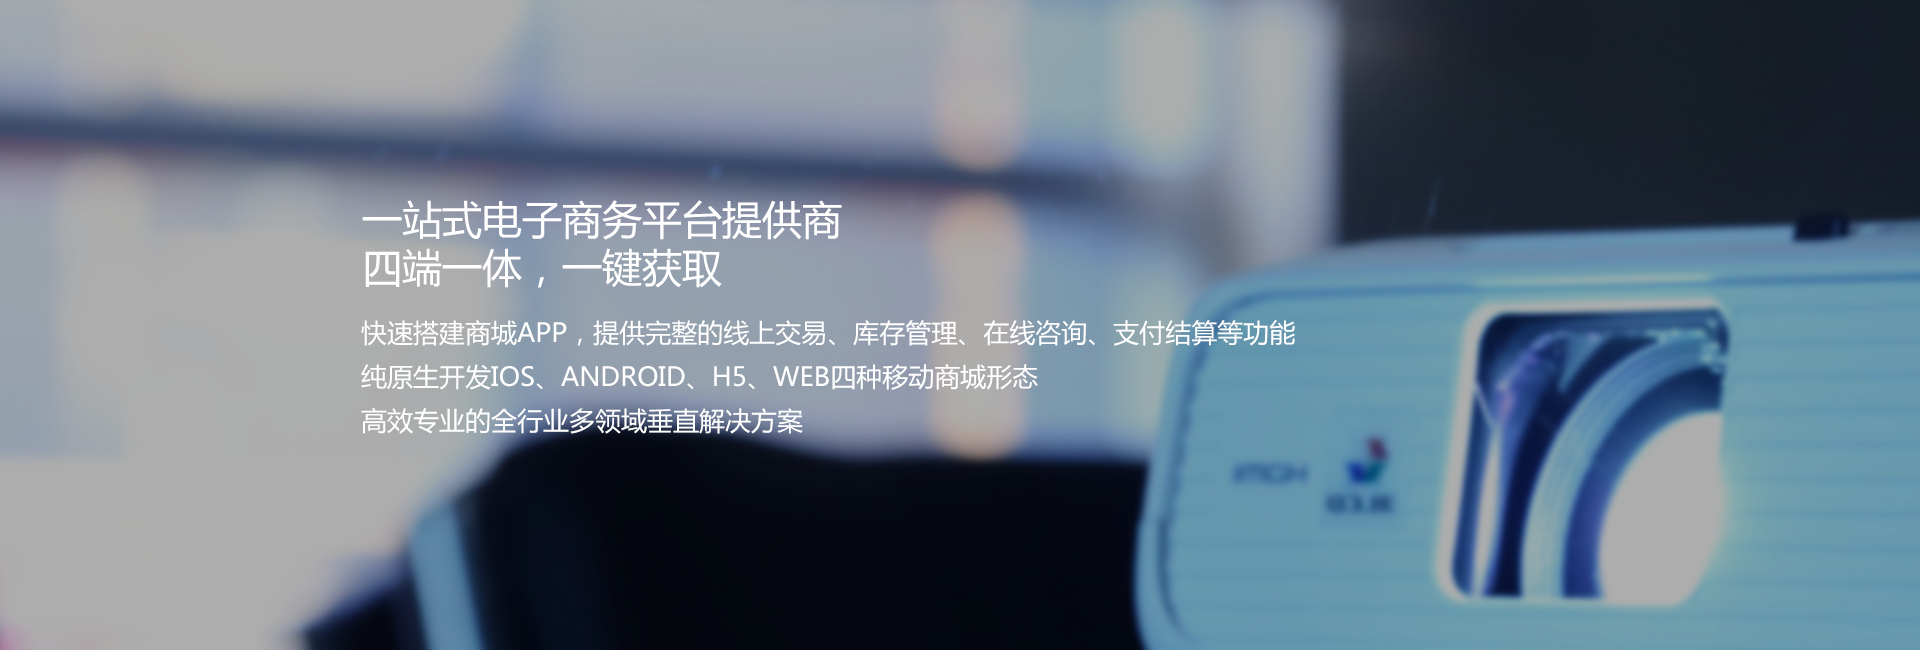 一站式电子商务平台提供商
四端一体，一键获取
快速搭建商城APP，提供完整的线上交易、库存管理、在线咨询、支付结算等功能
纯原生开发IOS、ANDROID、H5、WEB四种移动商城形态
高效专业的全行业多领域垂直解决方案